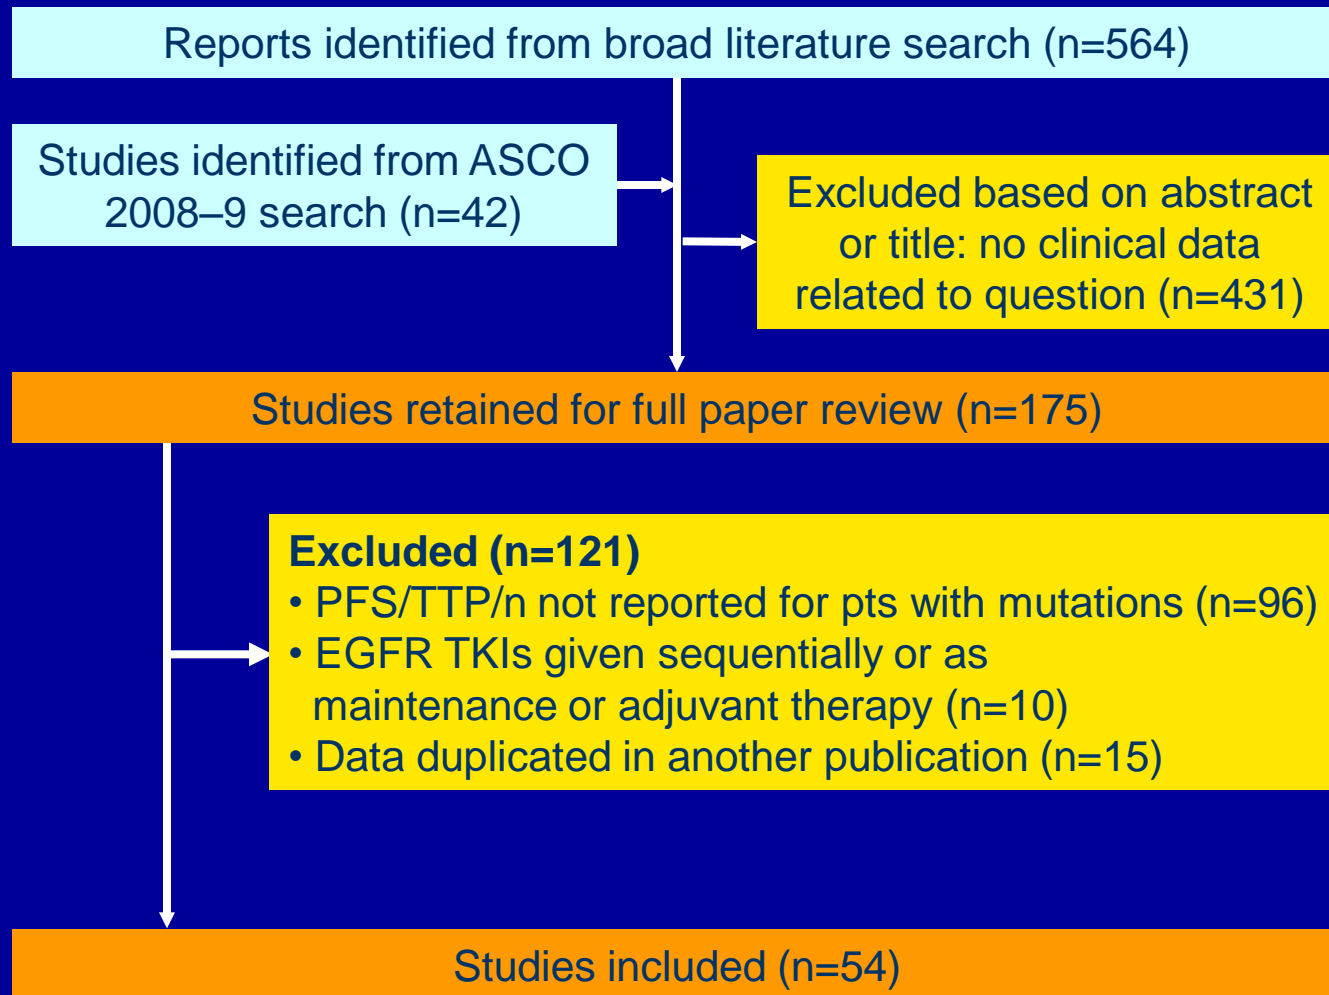 Reports identified from broad literature search (n=564)
Studies identified from ASCO
2008–9 search (n=42)
Excluded based on abstract
or title: no clinical data
related to question (n=431)
Studies retained for full paper review (n=175)
Excluded (n=121)
• PFS/TTP/n not reported for pts with mutations (n=96)
• EGFR TKIs given sequentially or as
maintenance or adjuvant therapy (n=10)
• Data duplicated in another publication (n=15)
Studies included (n=54)